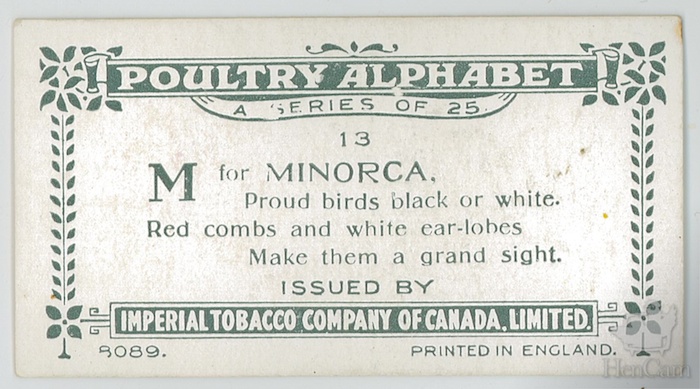 POULTRY ALPHABET
A SERIES OF 25.
13
M for MINORCA.
Proud birds black or white.
Red combs and white ear-lobes
Make them a grand sight.
ISSUED BY
IMPERIAL TOBACCO COMPANY OF CANADA, LIMITED.
8089. PRINTED IN ENGLAND.
HenCam